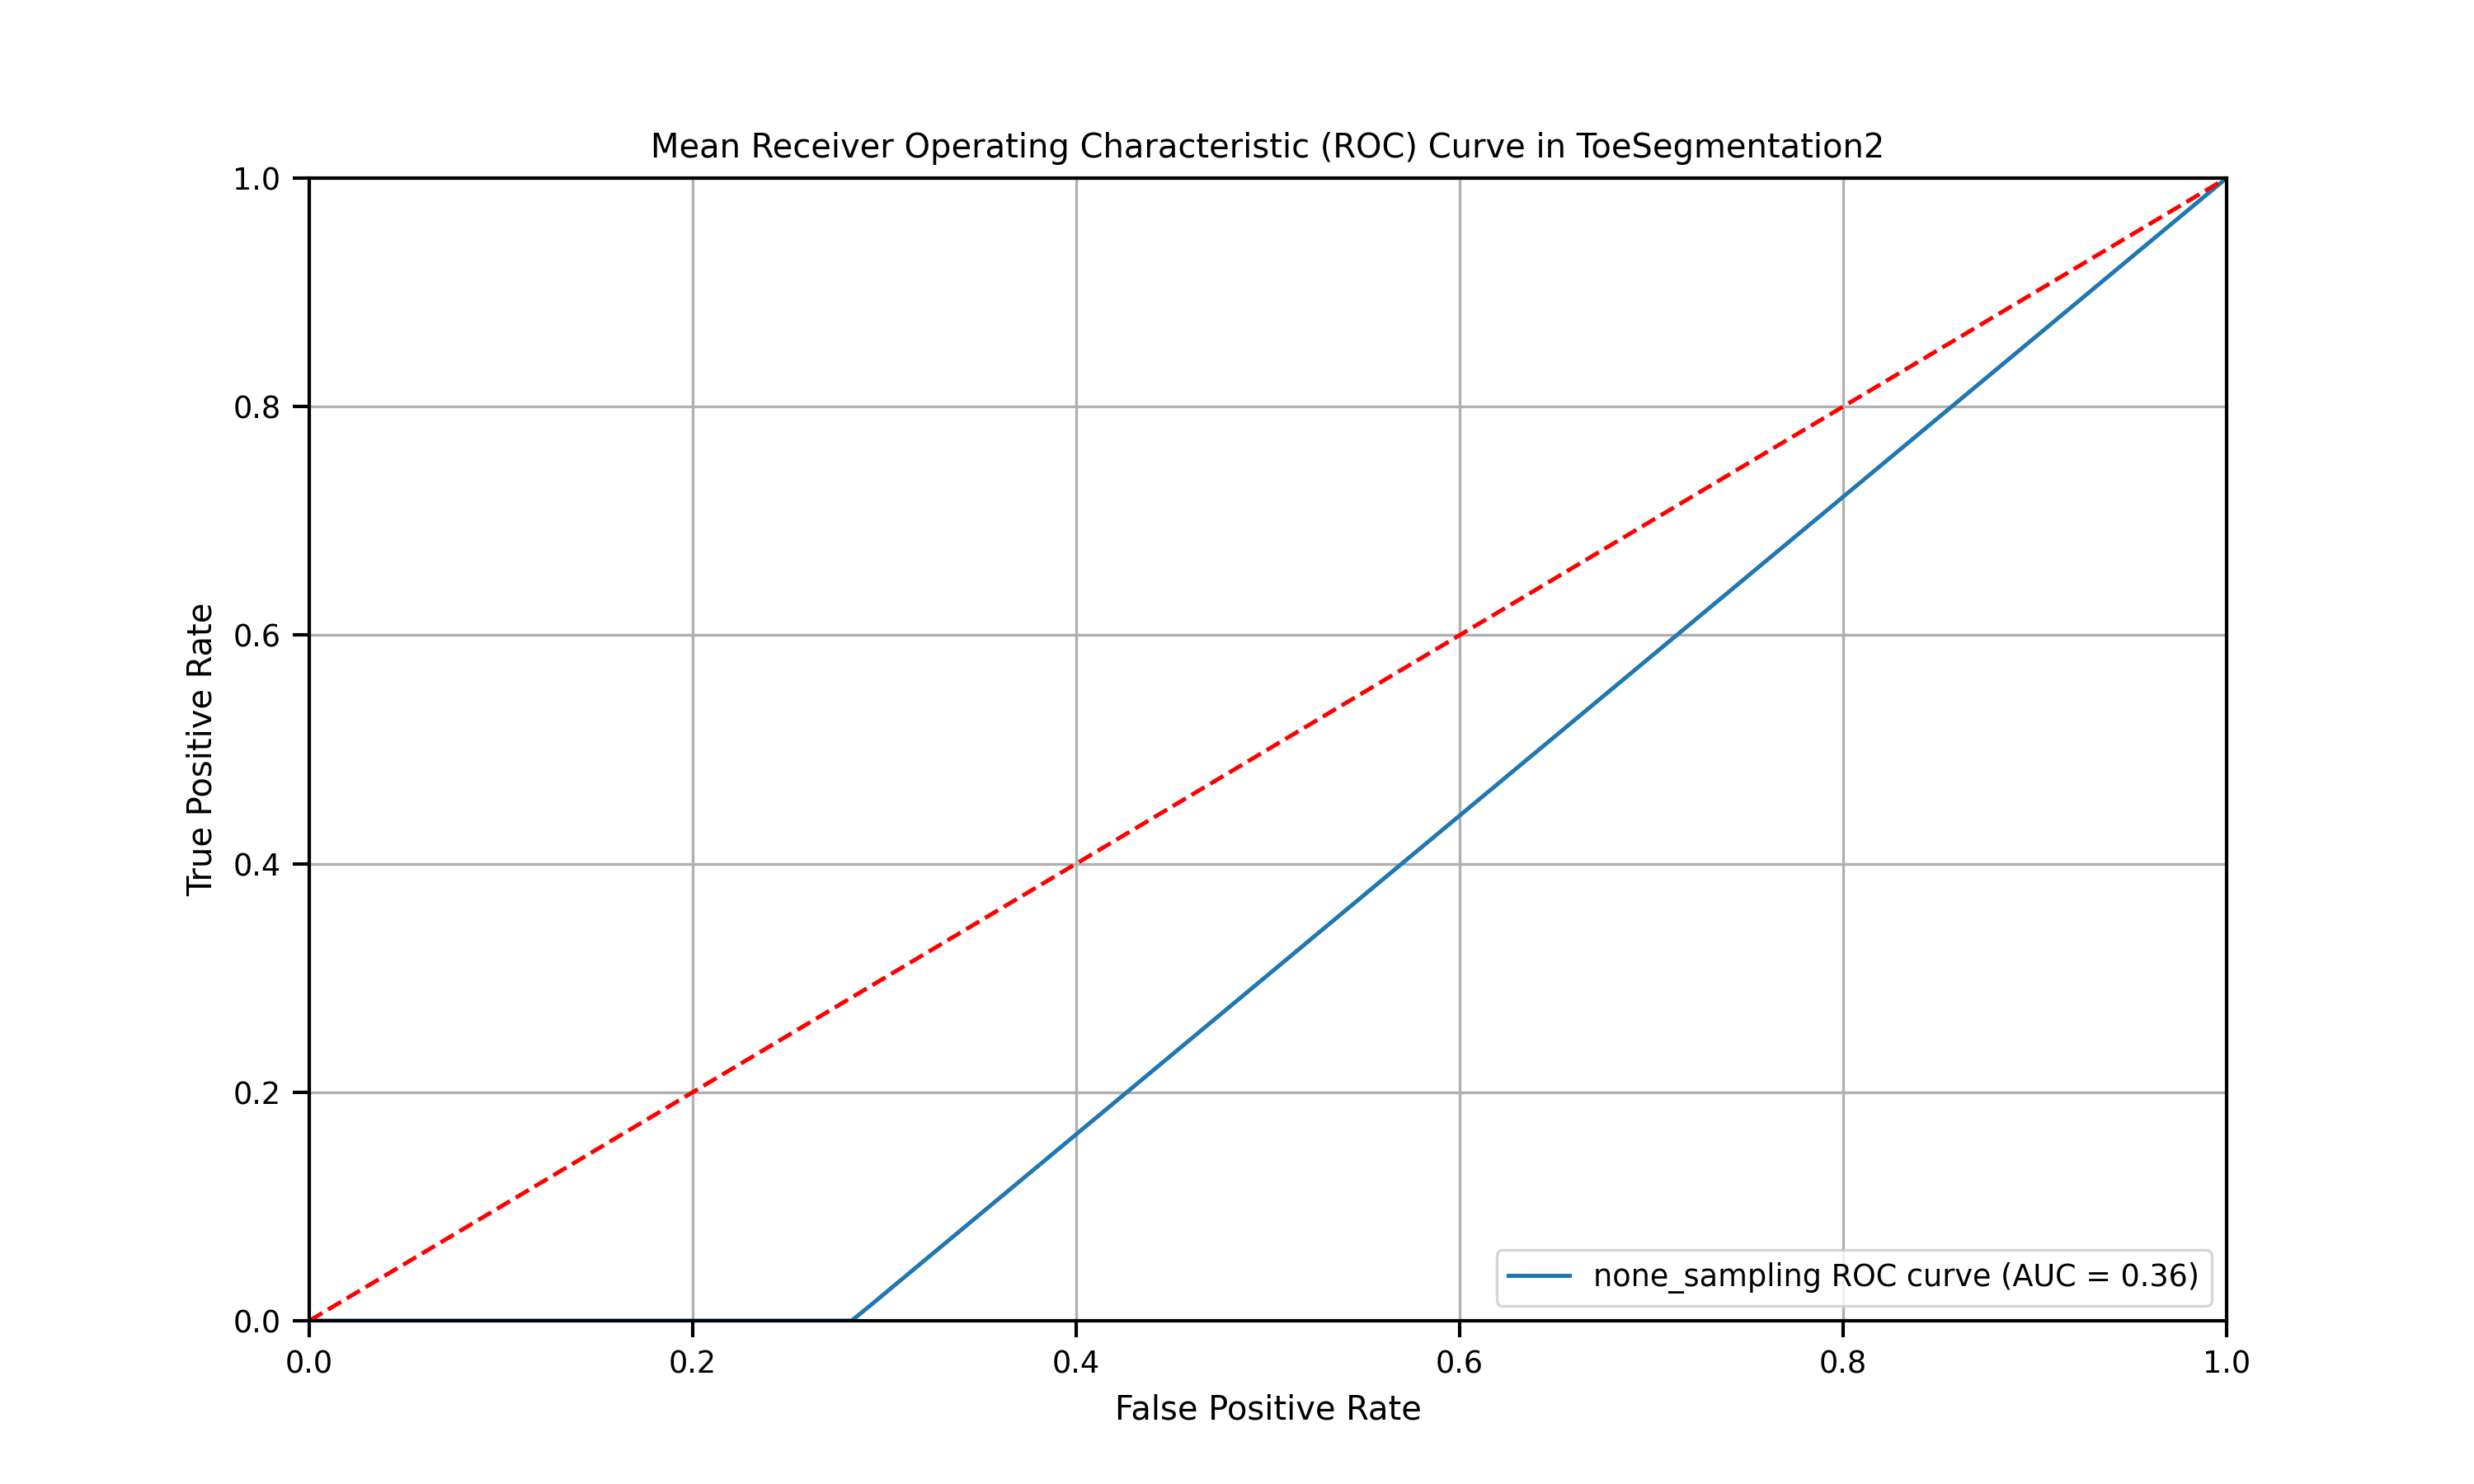 Mean Receiver Operating Characteristic (ROC) Curve in ToeSegmentation2
1.0
0.8
0.6
0.4
0.2
0.0
True Positive Rate
none_sampling ROC curve (AUC = 0.36)
0.0 0.2 0.4 0.6 0.8 1.0
False Positive Rate